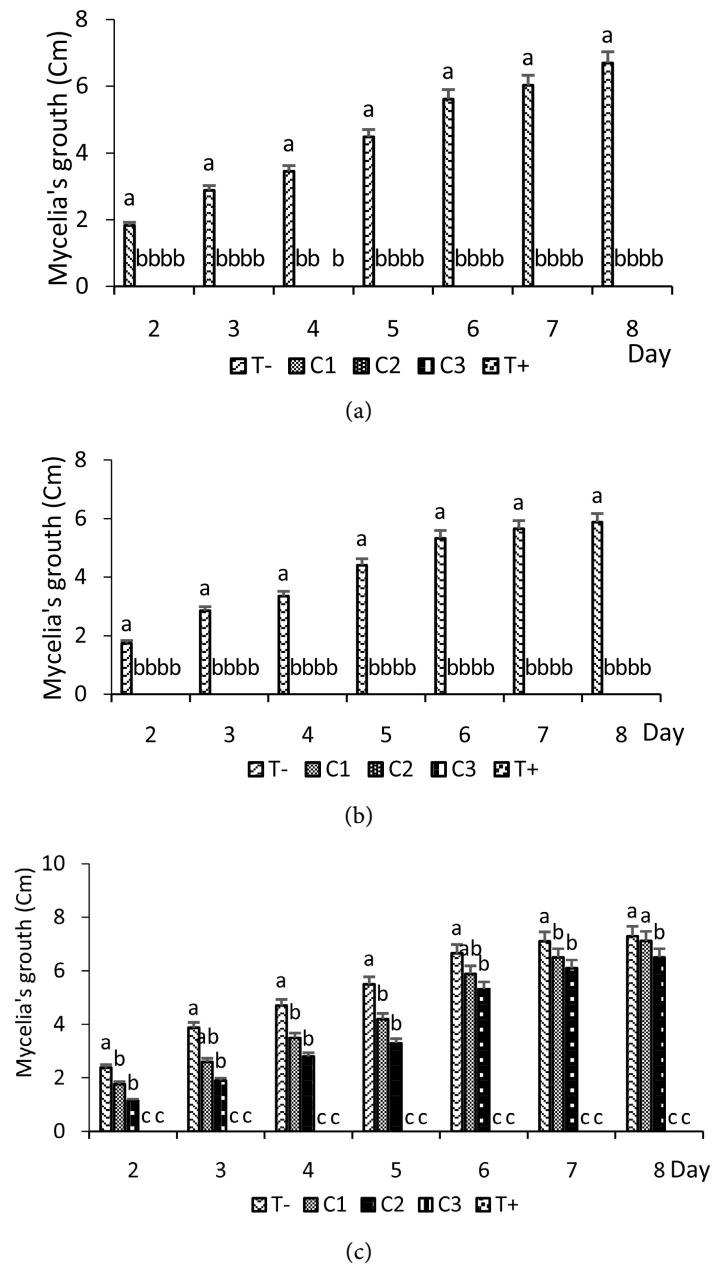 Mycelia's grouth (Cm)
8
6
4
2
0
a a a a a a a
bbbb bbbb bb b bbbb bbbb bbbb bbbb
2 3 4 5 6 7 8
Day
T- C1 C2 C3 T+
(a)
Mycelia's grouth (Cm)
8
6
4
2
0
a a a a a a a
bbbb bbbb bbbb bbbb bbbb bbbb bbbb
2 3 4 5 6 7 8 Day
T- C1 C2 C3 T+
(b)
Mycelia's grouth (Cm)
10
8
6
4
2
0
a b b c c
a ab b c c
a b b c c
a b b c c
a ab b c c
a b b c c
a a b c c
2 3 4 5 6 7 8 Day
T- C1 C2 C3 T+
(c)